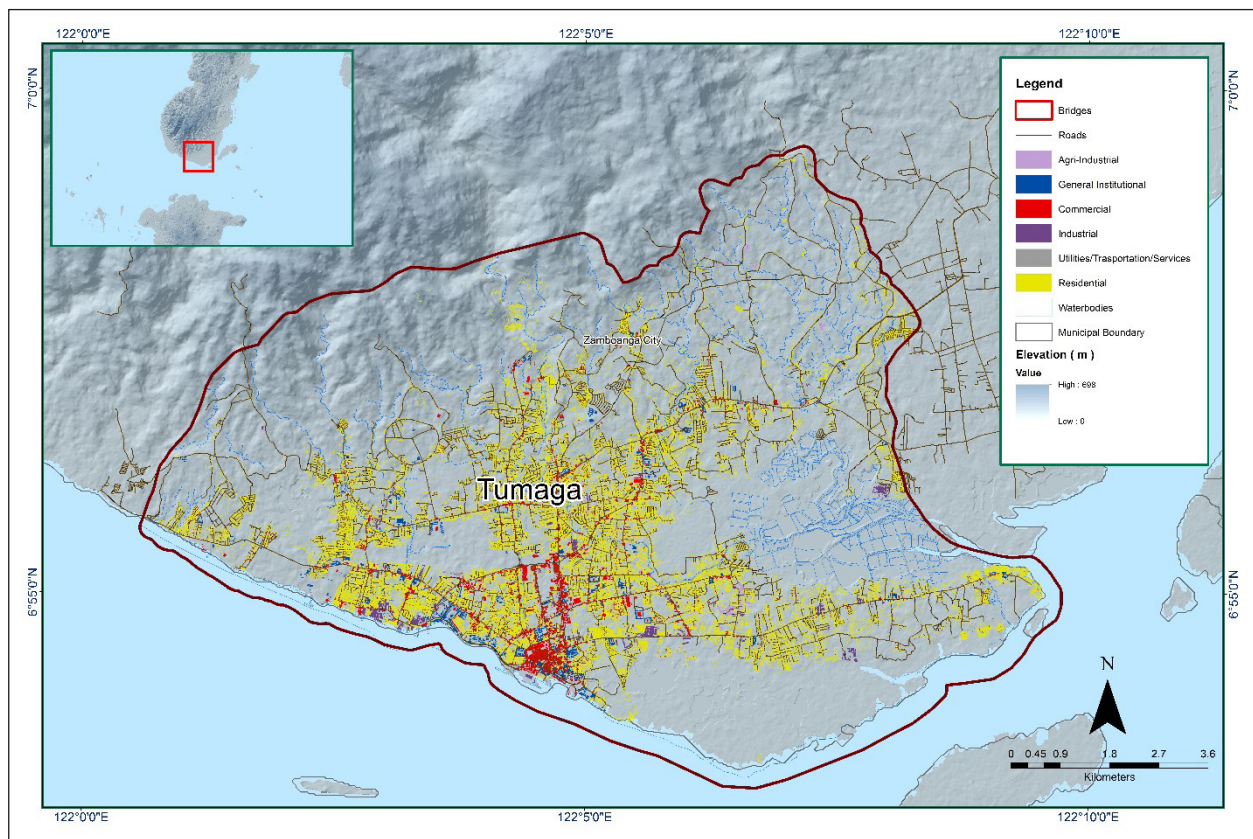 122°0'0"E
122°5'0"E
122°10'0"E
7°0'0"N
7°0'0"N
Legend
Bridges
Roads
Agri-Industrial
General Institutional
Commercial
Industrial
Utilities/Trasportation/Services
Residential
Waterbodies
Municipal Boundary
Elevation ( m )
Value
High : 698
Low : 0
Zamboanga City
Tumaga
6°55'0"N
6°55'0"N
N
0 0.45 0.9 1.8 2.7 3.6
Kilometers
122°0'0"E
122°5'0"E
122°10'0"E